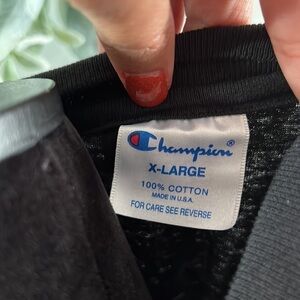 Champion®
X-LARGE
100% COTTON
MADE IN U.S.A.
FOR CARE SEE REVERSE